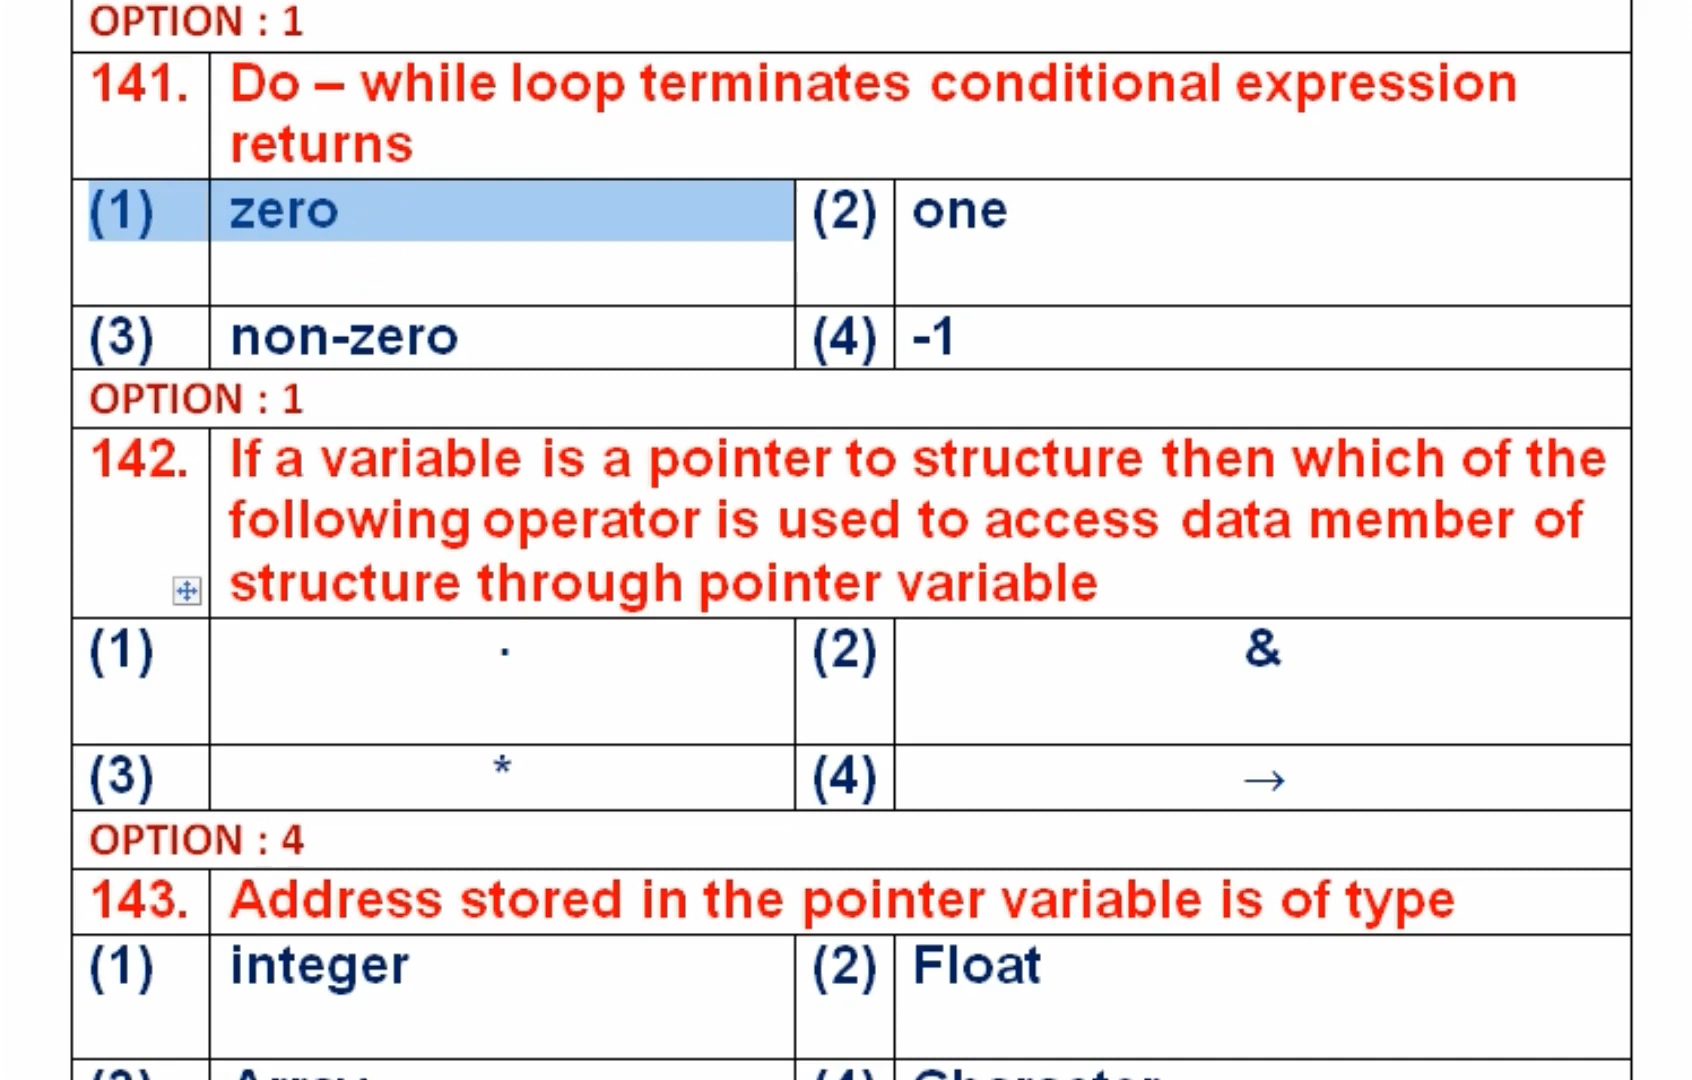 OPTION : 1
141. Do – while loop terminates conditional expression
returns
(1) zero (2) one
(3) non-zero (4) -1
OPTION : 1
142. If a variable is a pointer to structure then which of the
following operator is used to access data member of
structure through pointer variable
(1) . (2) &
(3) * (4) →
OPTION : 4
143. Address stored in the pointer variable is of type
(1) integer (2) Float